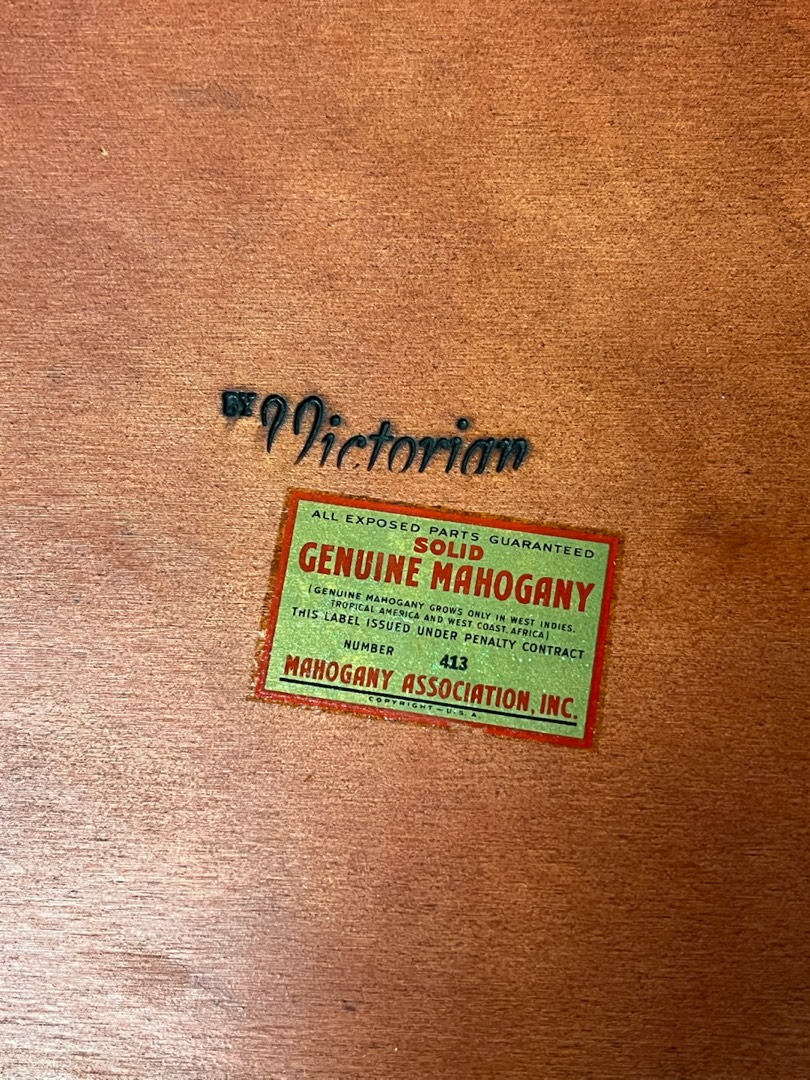 BY Victorian
ALL EXPOSED PARTS GUARANTEED
SOLID
GENUINE MAHOGANY
(GENUINE MAHOGANY GROWS ONLY IN WEST INDIES,
TROPICAL AMERICA AND WEST COAST, AFRICA)
THIS LABEL ISSUED UNDER PENALTY CONTRACT
NUMBER 413
MAHOGANY ASSOCIATION, INC.
COPYRIGHT — U.S.A.